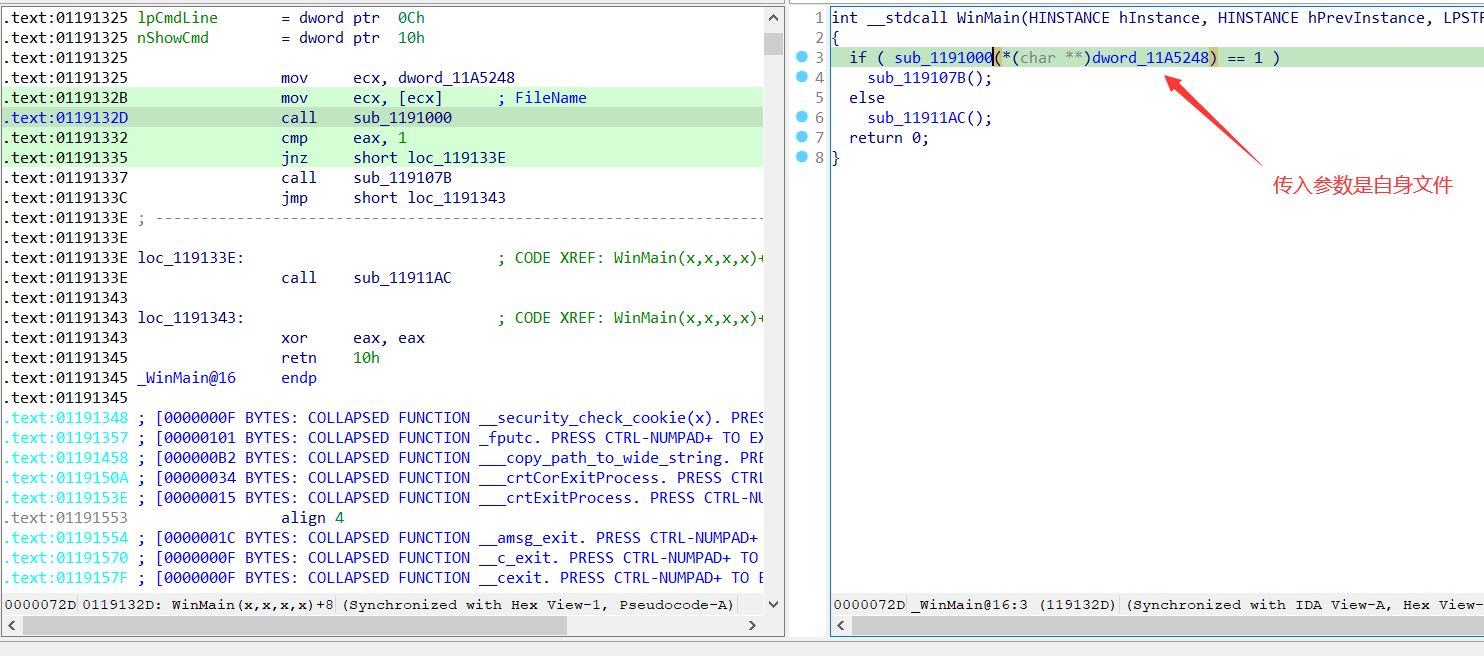 .text:01191325 lpCmdLine = dword ptr 0Ch
.text:01191325 nShowCmd = dword ptr 10h
.text:01191325
.text:01191325 mov ecx, dword_11A5248
.text:0119132B mov ecx, [ecx] ; FileName
.text:0119132D call sub_1191000
.text:01191332 cmp eax, 1
.text:01191335 jnz short loc_119133E
.text:01191337 call sub_119107B
.text:0119133C jmp short loc_1191343
.text:0119133E ; ---------------------------------------------------------------------------
.text:0119133E
.text:0119133E loc_119133E: ; CODE XREF: WinMain(x,x,x,x)+
.text:0119133E call sub_11911AC
.text:01191343
.text:01191343 loc_1191343: ; CODE XREF: WinMain(x,x,x,x)+
.text:01191343 xor eax, eax
.text:01191345 retn 10h
.text:01191345 _WinMain@16 endp
.text:01191345
.text:01191348 ; [0000000F BYTES: COLLAPSED FUNCTION __security_check_cookie(x). PRES
.text:01191357 ; [00000101 BYTES: COLLAPSED FUNCTION _fputc. PRESS CTRL-NUMPAD+ TO EX
.text:01191458 ; [000000B2 BYTES: COLLAPSED FUNCTION ___copy_path_to_wide_string. PRE
.text:0119150A ; [00000034 BYTES: COLLAPSED FUNCTION ___crtCorExitProcess. PRESS CTRL
.text:0119153E ; [00000015 BYTES: COLLAPSED FUNCTION ___crtExitProcess. PRESS CTRL-NU
.text:01191553 align 4
.text:01191554 ; [0000001C BYTES: COLLAPSED FUNCTION __amsg_exit. PRESS CTRL-NUMPAD+
.text:01191570 ; [0000000F BYTES: COLLAPSED FUNCTION __c_exit. PRESS CTRL-NUMPAD+ TO
.text:0119157F ; [0000000F BYTES: COLLAPSED FUNCTION __cexit. PRESS CTRL-NUMPAD+ TO E
0000072D 0119132D: WinMain(x,x,x,x)+8 (Synchronized with Hex View-1, Pseudocode-A)
1 int __stdcall WinMain(HINSTANCE hInstance, HINSTANCE hPrevInstance, LPSTR
2 {
3 if ( sub_1191000(*(char **)dword_11A5248) == 1 )
4 sub_119107B();
5 else
6 sub_11911AC();
7 return 0;
8 }
传入参数是自身文件
0000072D _WinMain@16:3 (119132D) (Synchronized with IDA View-A, Hex View-